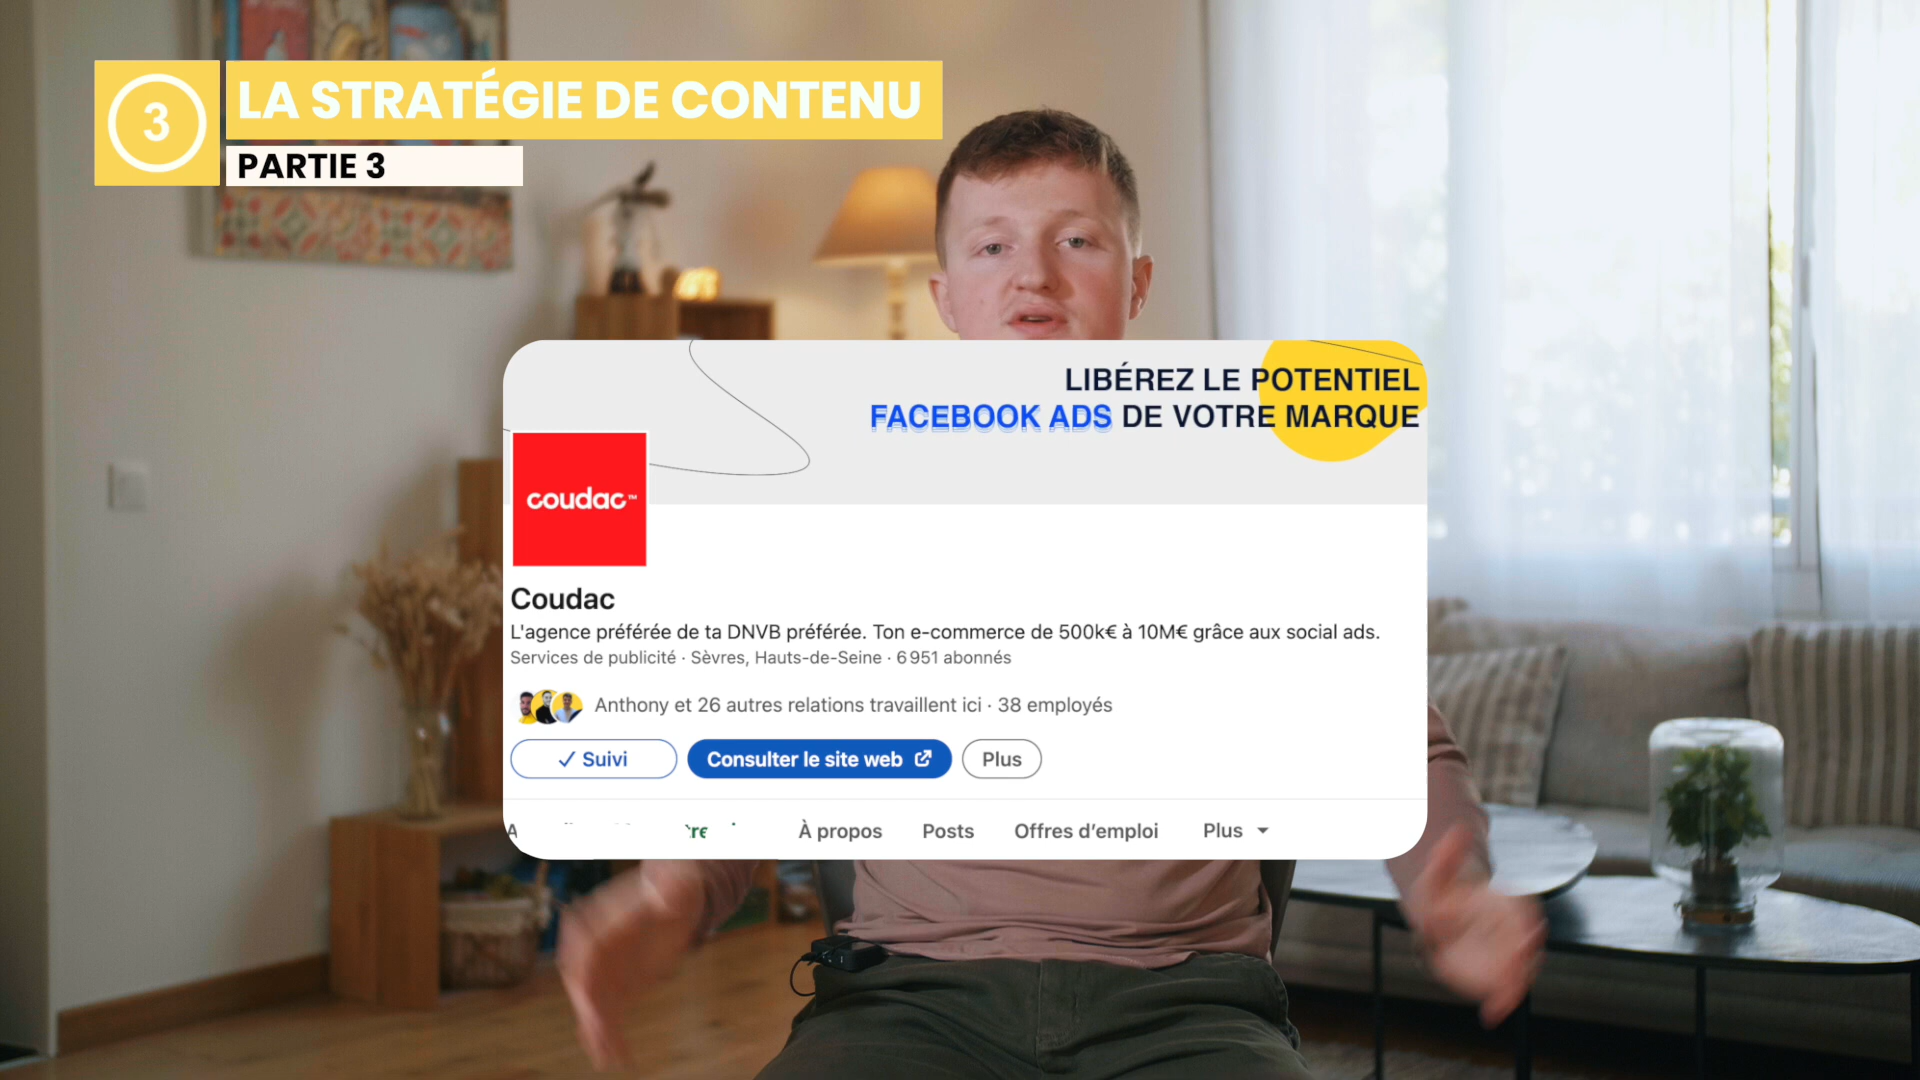 3
LA STRATÉGIE DE CONTENU
PARTIE 3
LIBÉREZ LE POTENTIEL
FACEBOOK ADS DE VOTRE MARQUE
coudac™
Coudac
L'agence préférée de ta DNVB préférée. Ton e-commerce de 500k€ à 10M€ grâce aux social ads.
Services de publicité · Sèvres, Hauts-de-Seine · 6 951 abonnés
Anthony et 26 autres relations travaillent ici · 38 employés
✓ Suivi Consulter le site web Plus
À propos Posts Offres d'emploi Plus